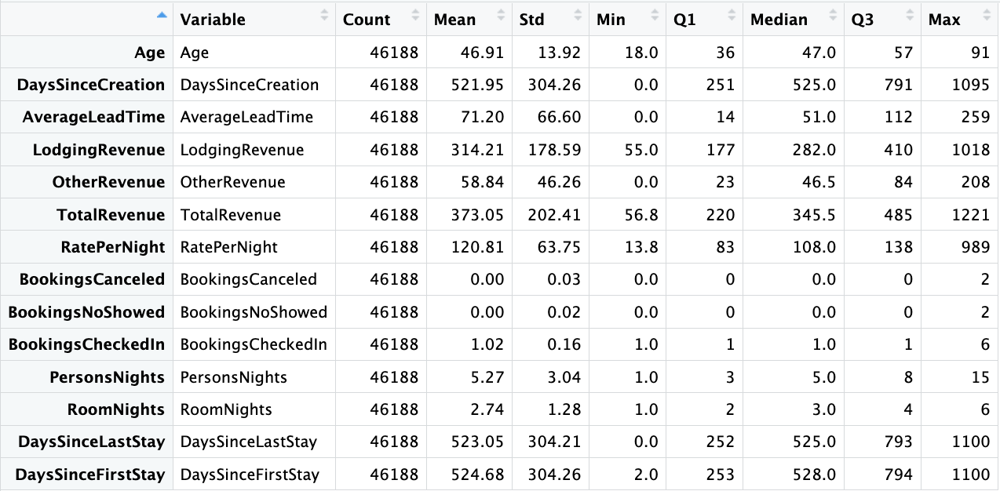 Variable Count Mean Std Min Q1 Median Q3 Max
Age Age 46188 46.91 13.92 18.0 36 47.0 57 91
DaysSinceCreation DaysSinceCreation 46188 521.95 304.26 0.0 251 525.0 791 1095
AverageLeadTime AverageLeadTime 46188 71.20 66.60 0.0 14 51.0 112 259
LodgingRevenue LodgingRevenue 46188 314.21 178.59 55.0 177 282.0 410 1018
OtherRevenue OtherRevenue 46188 58.84 46.26 0.0 23 46.5 84 208
TotalRevenue TotalRevenue 46188 373.05 202.41 56.8 220 345.5 485 1221
RatePerNight RatePerNight 46188 120.81 63.75 13.8 83 108.0 138 989
BookingsCanceled BookingsCanceled 46188 0.00 0.03 0.0 0 0.0 0 2
BookingsNoShowed BookingsNoShowed 46188 0.00 0.02 0.0 0 0.0 0 2
BookingsCheckedIn BookingsCheckedIn 46188 1.02 0.16 1.0 1 1.0 1 6
PersonsNights PersonsNights 46188 5.27 3.04 1.0 3 5.0 8 15
RoomNights RoomNights 46188 2.74 1.28 1.0 2 3.0 4 6
DaysSinceLastStay DaysSinceLastStay 46188 523.05 304.21 0.0 252 525.0 793 1100
DaysSinceFirstStay DaysSinceFirstStay 46188 524.68 304.26 2.0 253 528.0 794 1100